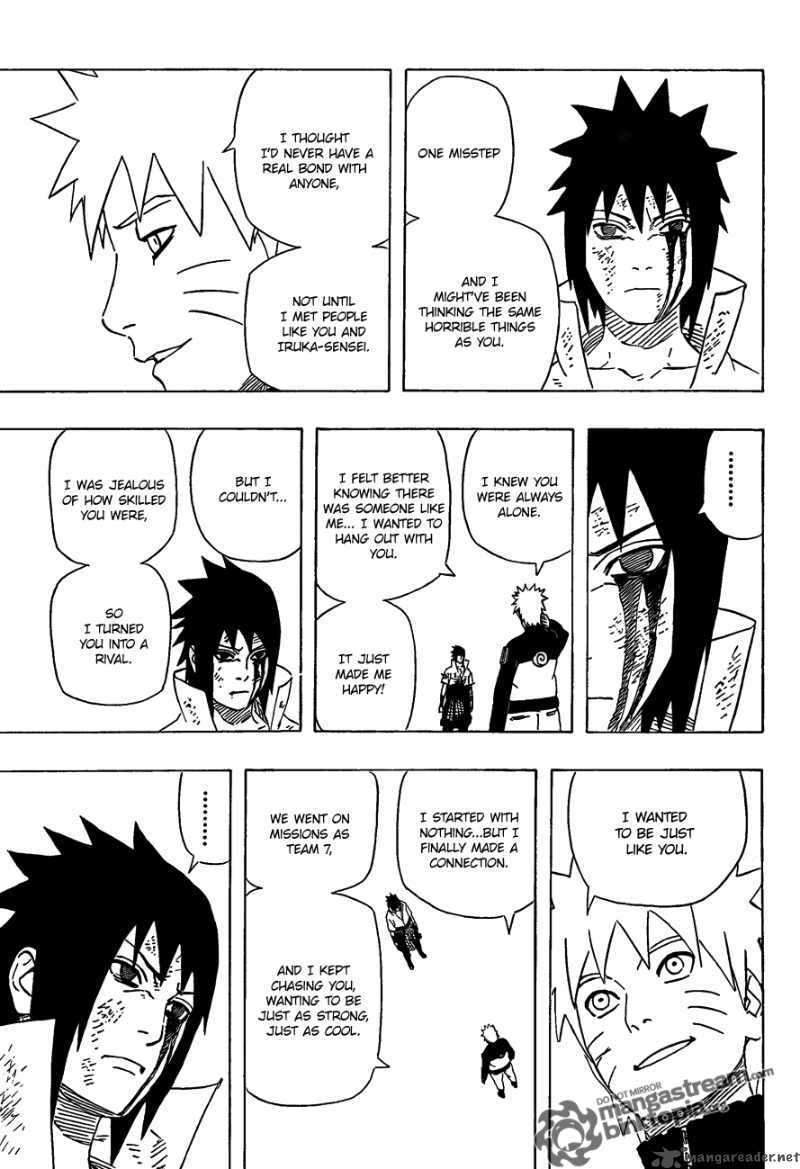 ONE MISSTEP
AND I
MIGHT'VE BEEN
THINKING THE SAME
HORRIBLE THINGS
AS YOU.
I THOUGHT
I'D NEVER HAVE A
REAL BOND WITH
ANYONE,
NOT UNTIL
I MET PEOPLE
LIKE YOU AND
IRUKA-SENSEI.
.........
I KNEW YOU
WERE ALWAYS
ALONE.
I FELT BETTER
KNOWING THERE
WAS SOMEONE LIKE
ME... I WANTED TO
HANG OUT WITH
YOU.
IT JUST
MADE ME
HAPPY!
BUT I
COULDN'T...
I WAS JEALOUS
OF HOW SKILLED
YOU WERE,
SO
I TURNED
YOU INTO A
RIVAL.
I WANTED
TO BE JUST
LIKE YOU.
I STARTED WITH
NOTHING...BUT I
FINALLY MADE A
CONNECTION.
WE WENT ON
MISSIONS AS
TEAM 7,
AND I KEPT
CHASING YOU,
WANTING TO BE
JUST AS STRONG,
JUST AS COOL.
.........
DO NOT MIRROR
mangastream.com
binktopia
mangareader.net